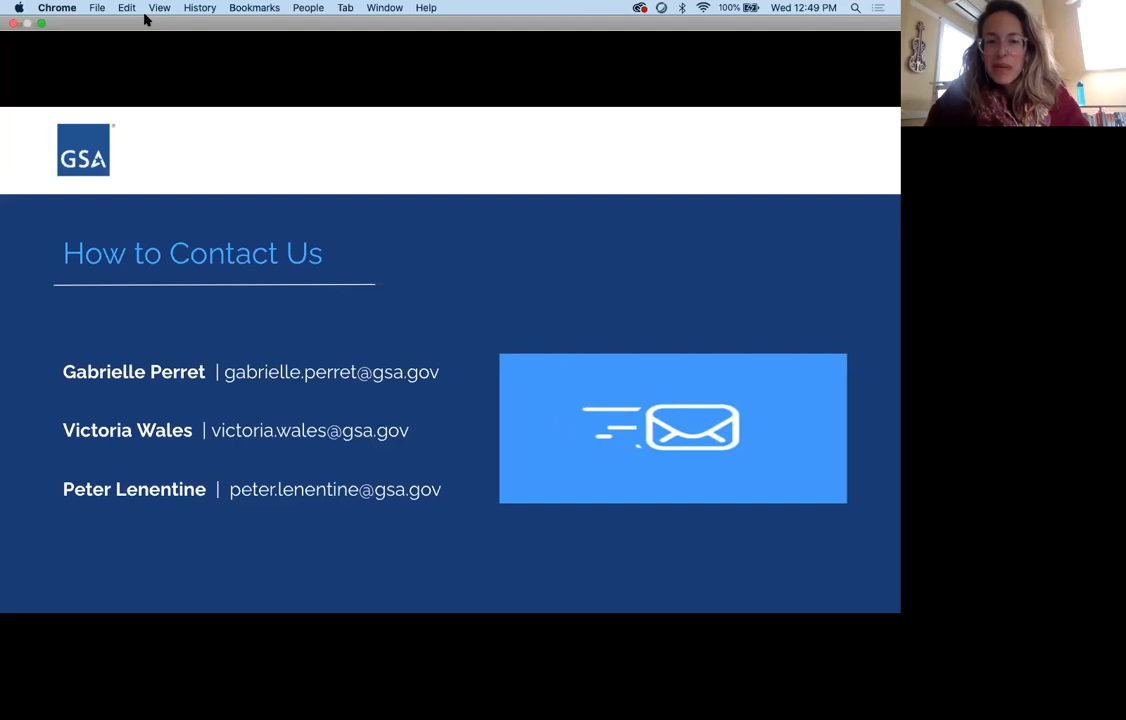 Chrome File Edit View History Bookmarks People Tab Window Help 100% Wed 12:49 PM
GSA
How to Contact Us
Gabrielle Perret | gabrielle.perret@gsa.gov
Victoria Wales | victoria.wales@gsa.gov
Peter Lenentine | peter.lenentine@gsa.gov